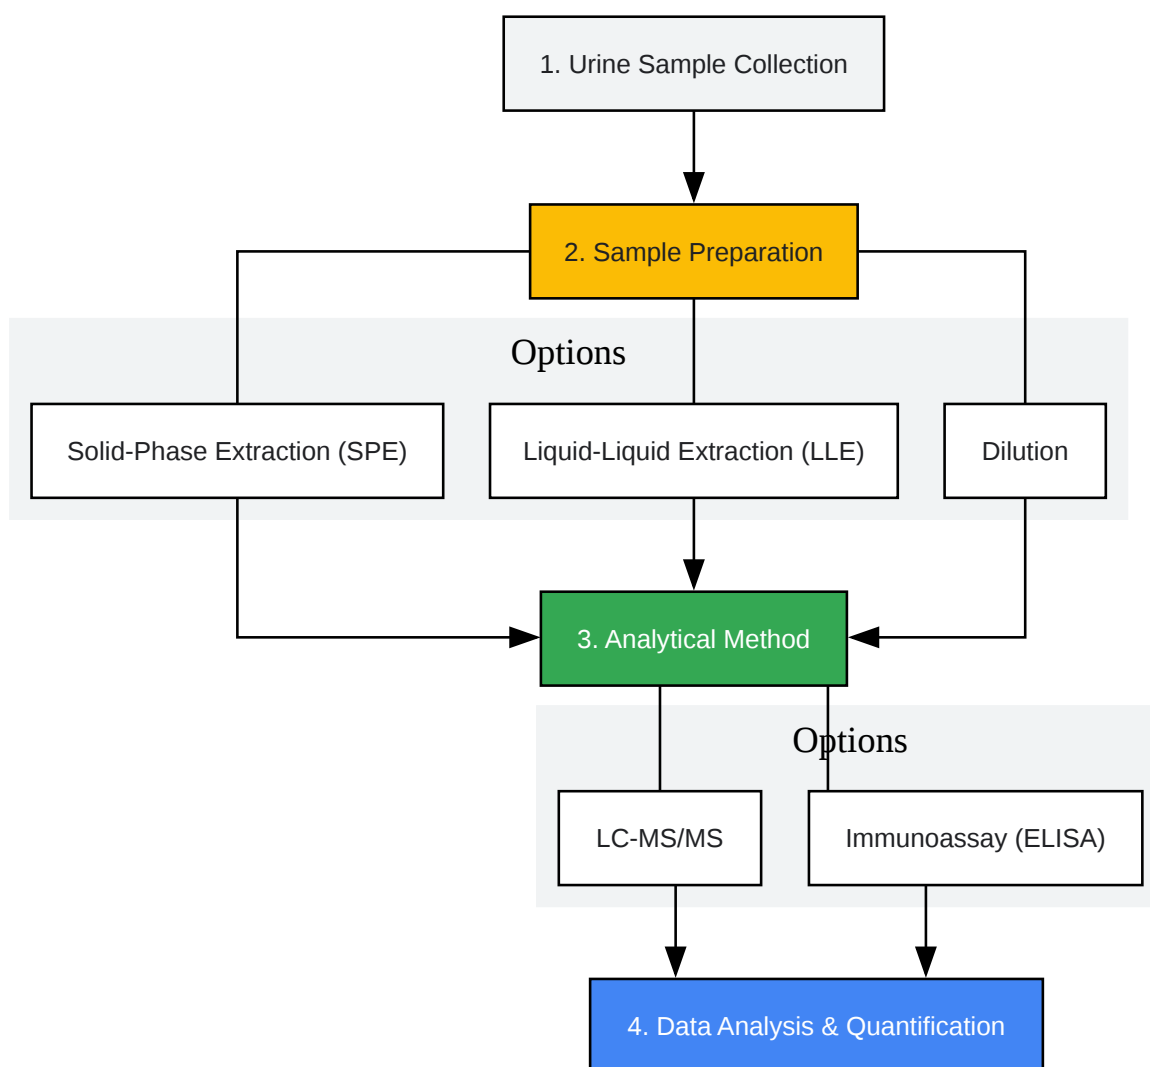 1. Urine Sample Collection
2. Sample Preparation
Options
Solid-Phase Extraction (SPE)
Liquid-Liquid Extraction (LLE)
Dilution
3. Analytical Method
Options
LC-MS/MS
Immunoassay (ELISA)
4. Data Analysis & Quantification